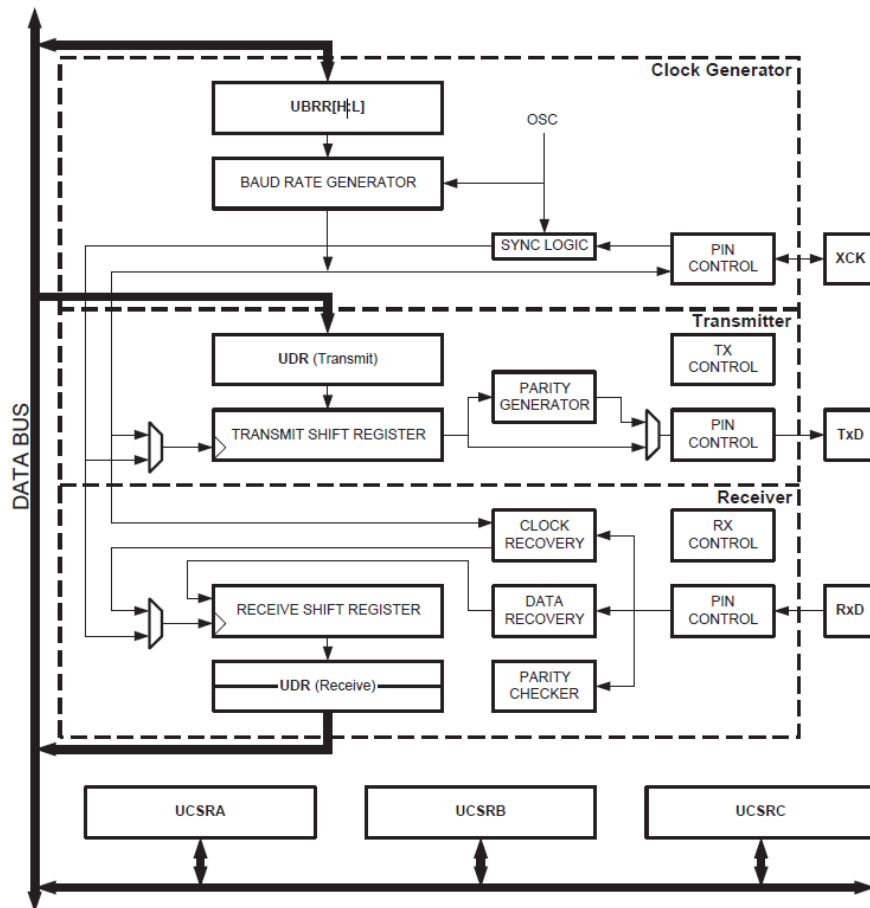 Clock Generator
UBRR[H:L]
OSC
BAUD RATE GENERATOR
SYNC LOGIC
PIN
CONTROL
XCK
Transmitter
UDR (Transmit)
TX
CONTROL
PARITY
GENERATOR
TRANSMIT SHIFT REGISTER
PIN
CONTROL
TxD
DATA BUS
Receiver
CLOCK
RECOVERY
RX
CONTROL
RECEIVE SHIFT REGISTER
DATA
RECOVERY
PIN
CONTROL
RxD
UDR (Receive)
PARITY
CHECKER
UCSRA
UCSRB
UCSRC